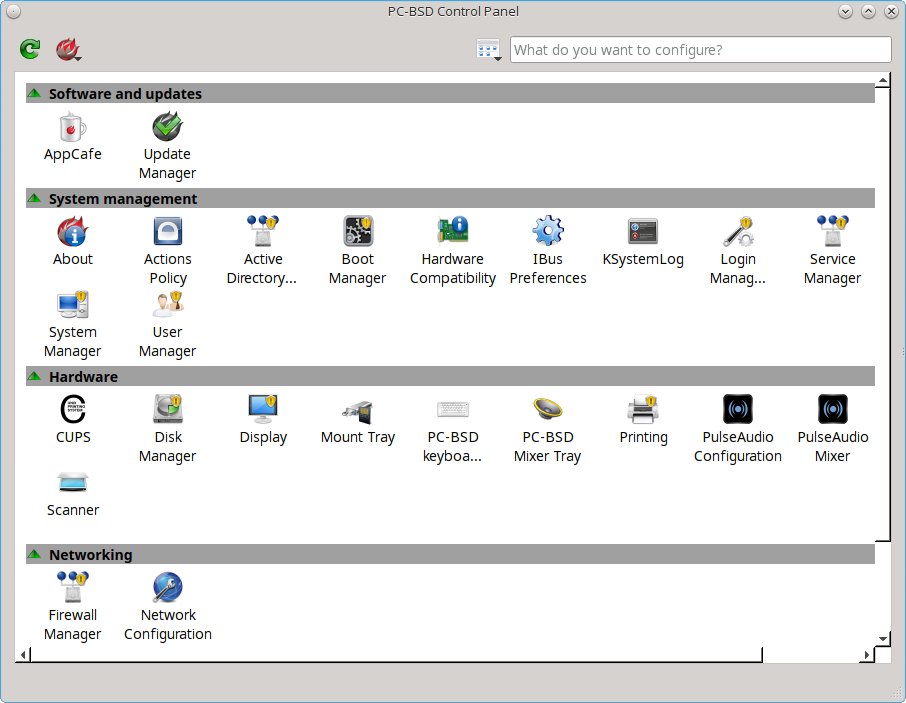 PC-BSD Control Panel
What do you want to configure?
Software and updates
AppCafe
Update
Manager
System management
About
Actions
Policy
Active
Directory...
Boot
Manager
Hardware
Compatibility
IBus
Preferences
KSystemLog
Login
Manag...
Service
Manager
System
Manager
User
Manager
Hardware
CUPS
Disk
Manager
Display
Mount Tray
PC-BSD
keyboa...
PC-BSD
Mixer Tray
Printing
PulseAudio
Configuration
PulseAudio
Mixer
Scanner
Networking
Firewall
Manager
Network
Configuration